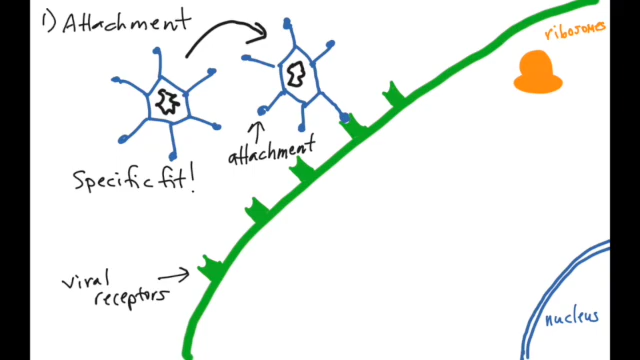 1) Attachment
ribosomes
attachment
Specific fit!
viral
receptors
nucleus